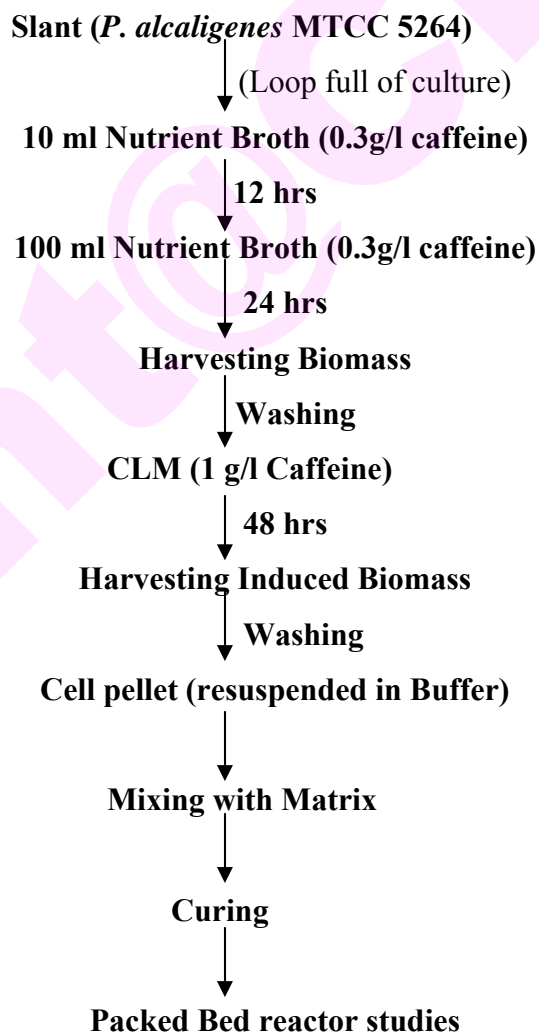 Slant (P. alcaligenes MTCC 5264)
(Loop full of culture)
10 ml Nutrient Broth (0.3g/l caffeine)
12 hrs
100 ml Nutrient Broth (0.3g/l caffeine)
24 hrs
Harvesting Biomass
Washing
CLM (1 g/l Caffeine)
48 hrs
Harvesting Induced Biomass
Washing
Cell pellet (resuspended in Buffer)
Mixing with Matrix
Curing
Packed Bed reactor studies